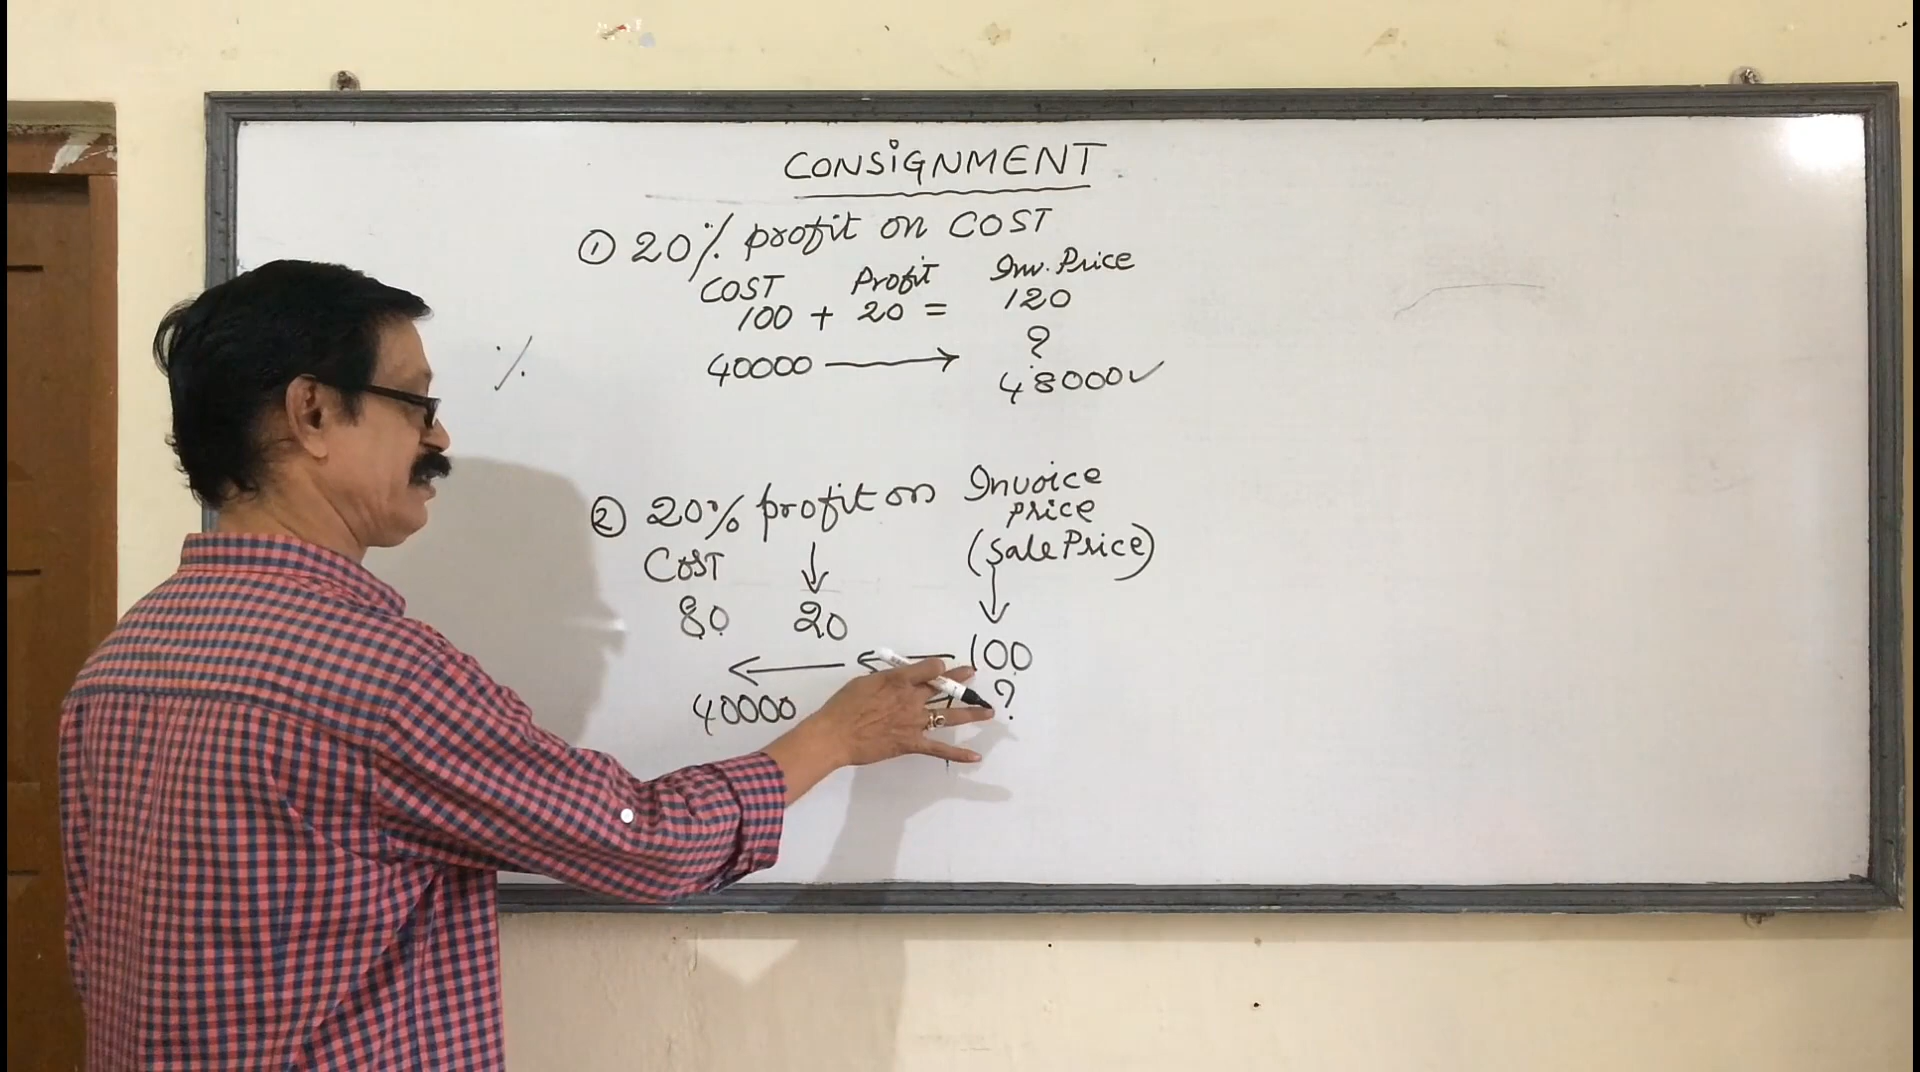 CONSIGNMENT
① 20% profit on COST
COST Profit Inv. Price
100 + 20 = 120
?
40000 → 48000✓
% 
② 20% profit on Invoice
price
(Sale Price)
COST
80 20
100
40000 ?